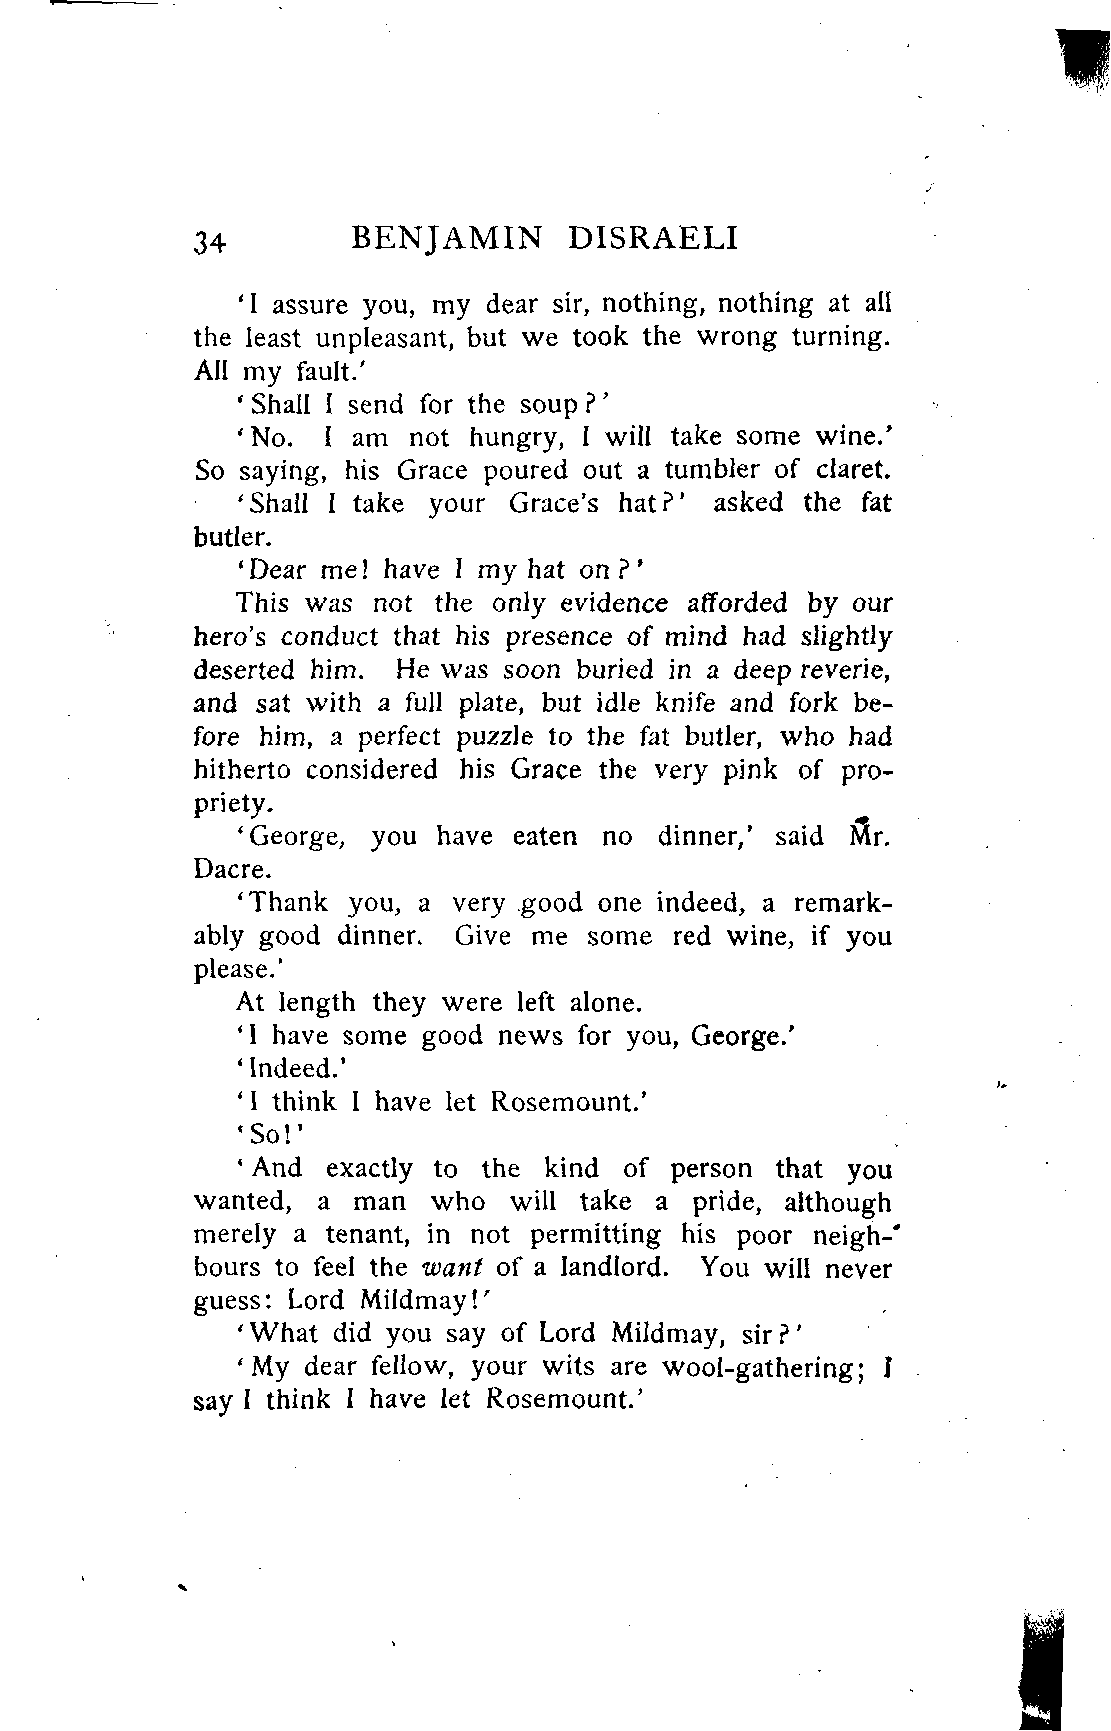 34 BENJAMIN DISRAELI
‘I assure you, my dear sir, nothing, nothing at all
the least unpleasant, but we took the wrong turning.
All my fault.’
‘Shall I send for the soup?’
‘No. I am not hungry, I will take some wine.’
So saying, his Grace poured out a tumbler of claret.
‘Shall I take your Grace’s hat?’ asked the fat
butler.
‘Dear me! have I my hat on?’
This was not the only evidence afforded by our
hero’s conduct that his presence of mind had slightly
deserted him. He was soon buried in a deep reverie,
and sat with a full plate, but idle knife and fork be-
fore him, a perfect puzzle to the fat butler, who had
hitherto considered his Grace the very pink of pro-
priety.
‘George, you have eaten no dinner,’ said Mr.
Dacre.
‘Thank you, a very good one indeed, a remark-
ably good dinner. Give me some red wine, if you
please.’
At length they were left alone.
‘I have some good news for you, George.’
‘Indeed.’
‘I think I have let Rosemount.’
‘So!’
‘And exactly to the kind of person that you
wanted, a man who will take a pride, although
merely a tenant, in not permitting his poor neigh-
bours to feel the want of a landlord. You will never
guess: Lord Mildmay!’
‘What did you say of Lord Mildmay, sir?’
‘My dear fellow, your wits are wool-gathering; I
say I think I have let Rosemount.’